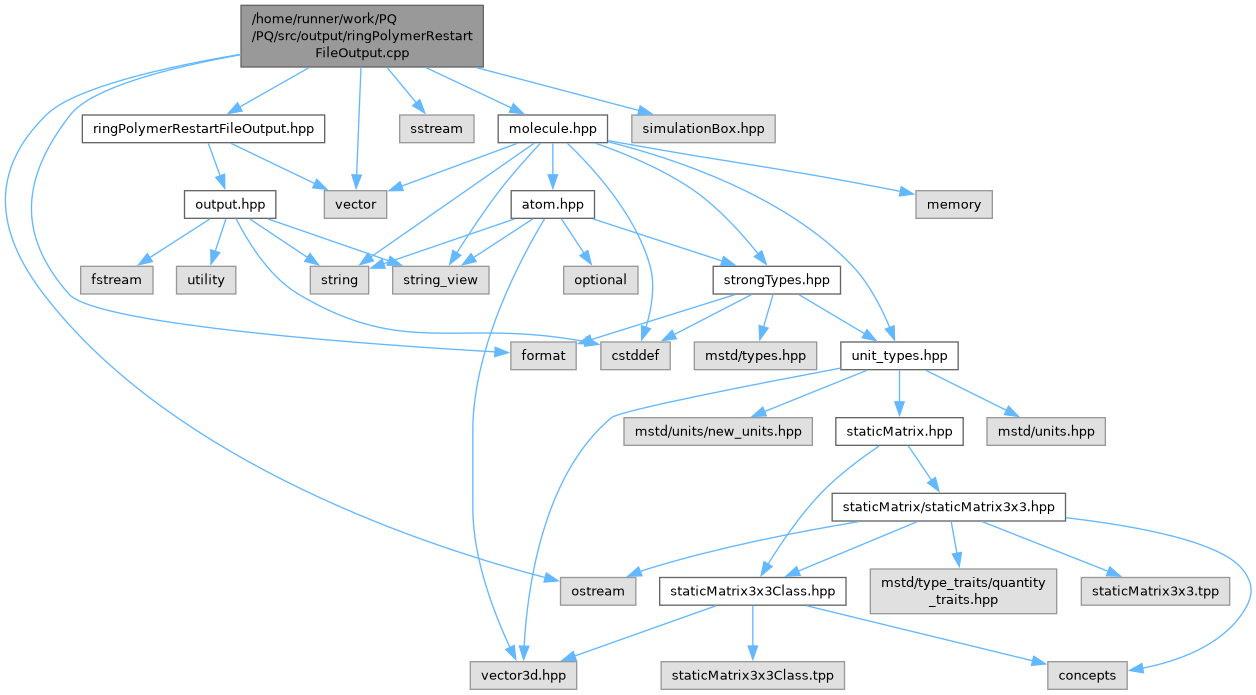 /home/runner/work/PQ
/PQ/src/output/ringPolymerRestart
FileOutput.cpp
ringPolymerRestartFileOutput.hpp
sstream
molecule.hpp
simulationBox.hpp
output.hpp
vector
atom.hpp
memory
fstream
utility
string
string_view
optional
strongTypes.hpp
format
cstddef
mstd/types.hpp
unit_types.hpp
mstd/units/new_units.hpp
staticMatrix.hpp
mstd/units.hpp
staticMatrix/staticMatrix3x3.hpp
ostream
staticMatrix3x3Class.hpp
mstd/type_traits/quantity
_traits.hpp
staticMatrix3x3.tpp
vector3d.hpp
staticMatrix3x3Class.tpp
concepts